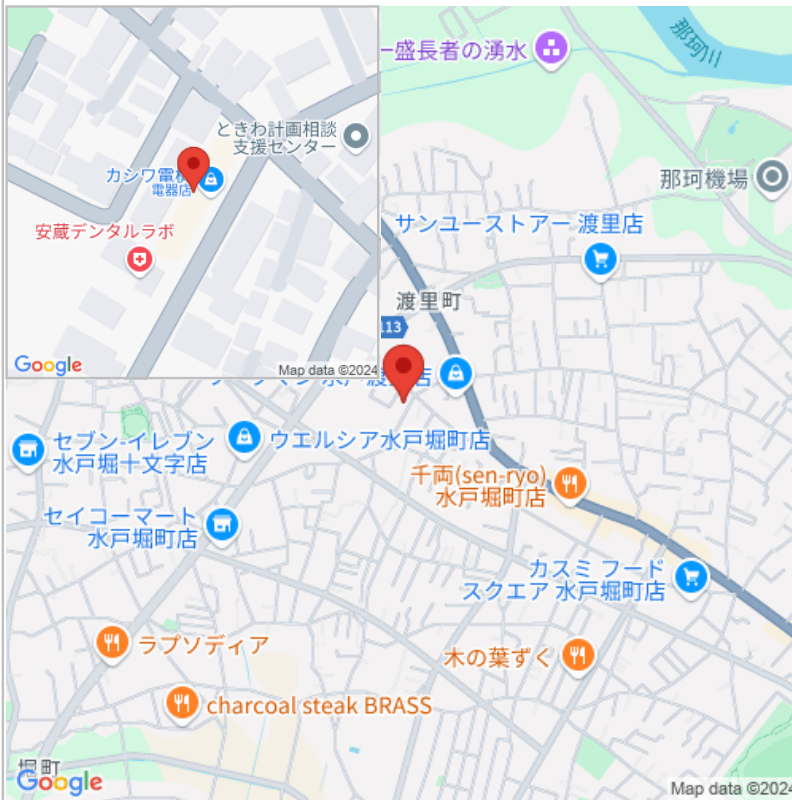 ときわ計画相談
支援センター
カシワ電機
電器店
安蔵デンタルラボ
Google
Map data ©2024
那珂川
盛長者の湧水
那珂機場
サンユーストアー 渡里店
渡里町
113
セブン-イレブン
水戸堀十文字店
ウエルシア水戸堀町店
千両(sen-ryo)
水戸堀町店
セイコーマート
水戸堀町店
カスミ フード
スクエア 水戸堀町店
ラプソディア
木の葉ずく
charcoal steak BRASS
堀町
Google
Map data ©2024